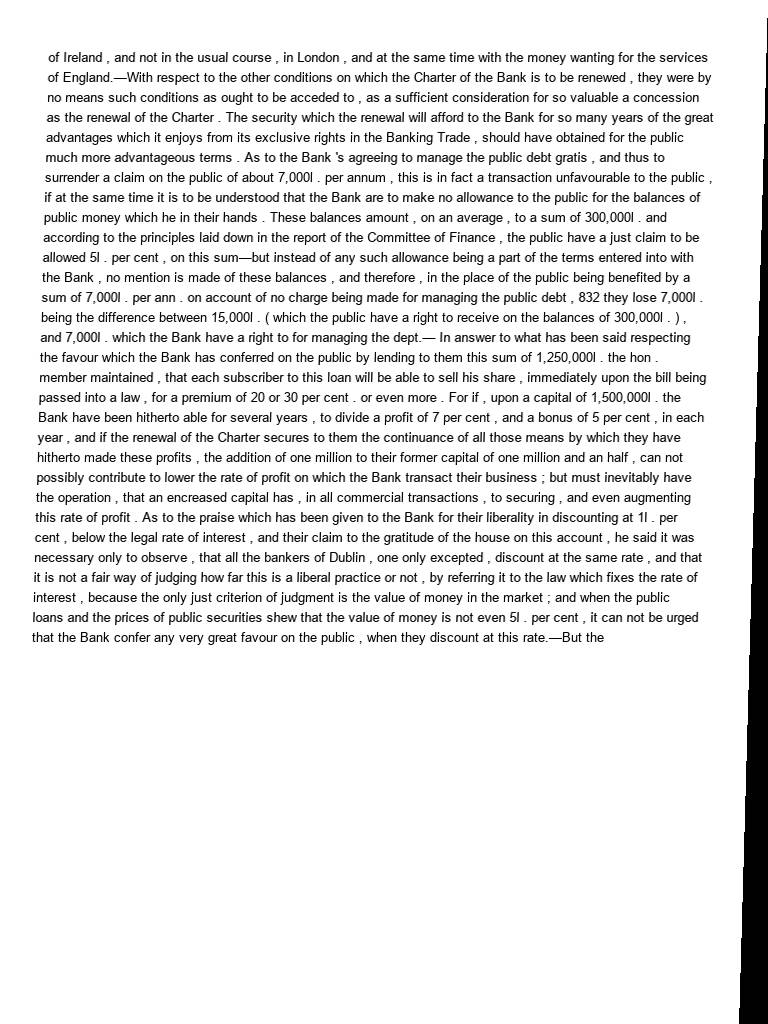 of Ireland , and not in the usual course , in London , and at the same time with the money wanting for the services
of England.—With respect to the other conditions on which the Charter of the Bank is to be renewed , they were by
no means such conditions as ought to be acceded to , as a sufficient consideration for so valuable a concession
as the renewal of the Charter . The security which the renewal will afford to the Bank for so many years of the great
advantages which it enjoys from its exclusive rights in the Banking Trade , should have obtained for the public
much more advantageous terms . As to the Bank 's agreeing to manage the public debt gratis , and thus to
surrender a claim on the public of about 7,000l . per annum , this is in fact a transaction unfavourable to the public ,
if at the same time it is to be understood that the Bank are to make no allowance to the public for the balances of
public money which he in their hands . These balances amount , on an average , to a sum of 300,000l . and
according to the principles laid down in the report of the Committee of Finance , the public have a just claim to be
allowed 5l . per cent , on this sum—but instead of any such allowance being a part of the terms entered into with
the Bank , no mention is made of these balances , and therefore , in the place of the public being benefited by a
sum of 7,000l . per ann . on account of no charge being made for managing the public debt , 832 they lose 7,000l .
being the difference between 15,000l . ( which the public have a right to receive on the balances of 300,000l . ) ,
and 7,000l . which the Bank have a right to for managing the dept.— In answer to what has been said respecting
the favour which the Bank has conferred on the public by lending to them this sum of 1,250,000l . the hon .
member maintained , that each subscriber to this loan will be able to sell his share , immediately upon the bill being
passed into a law , for a premium of 20 or 30 per cent . or even more . For if , upon a capital of 1,500,000l . the
Bank have been hitherto able for several years , to divide a profit of 7 per cent , and a bonus of 5 per cent , in each
year , and if the renewal of the Charter secures to them the continuance of all those means by which they have
hitherto made these profits , the addition of one million to their former capital of one million and an half , can not
possibly contribute to lower the rate of profit on which the Bank transact their business ; but must inevitably have
the operation , that an encreased capital has , in all commercial transactions , to securing , and even augmenting
this rate of profit . As to the praise which has been given to the Bank for their liberality in discounting at 1l . per
cent , below the legal rate of interest , and their claim to the gratitude of the house on this account , he said it was
necessary only to observe , that all the bankers of Dublin , one only excepted , discount at the same rate , and that
it is not a fair way of judging how far this is a liberal practice or not , by referring it to the law which fixes the rate of
interest , because the only just criterion of judgment is the value of money in the market ; and when the public
loans and the prices of public securities shew that the value of money is not even 5l . per cent , it can not be urged
that the Bank confer any very great favour on the public , when they discount at this rate.—But the